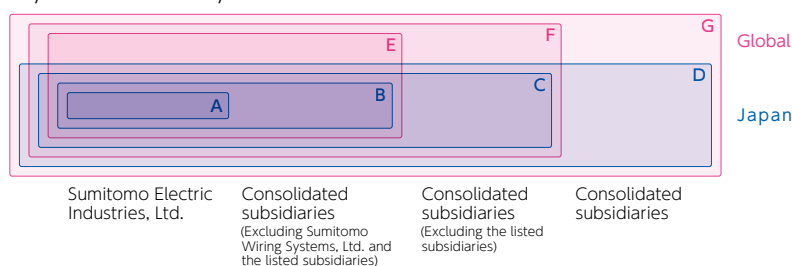 G
Global
F
E
D
Japan
C
B
A
Sumitomo Electric
Industries, Ltd.
Consolidated
subsidiaries
(Excluding Sumitomo
Wiring Systems, Ltd. and
the listed subsidiaries)
Consolidated
subsidiaries
(Excluding the listed
subsidiaries)
Consolidated
subsidiaries